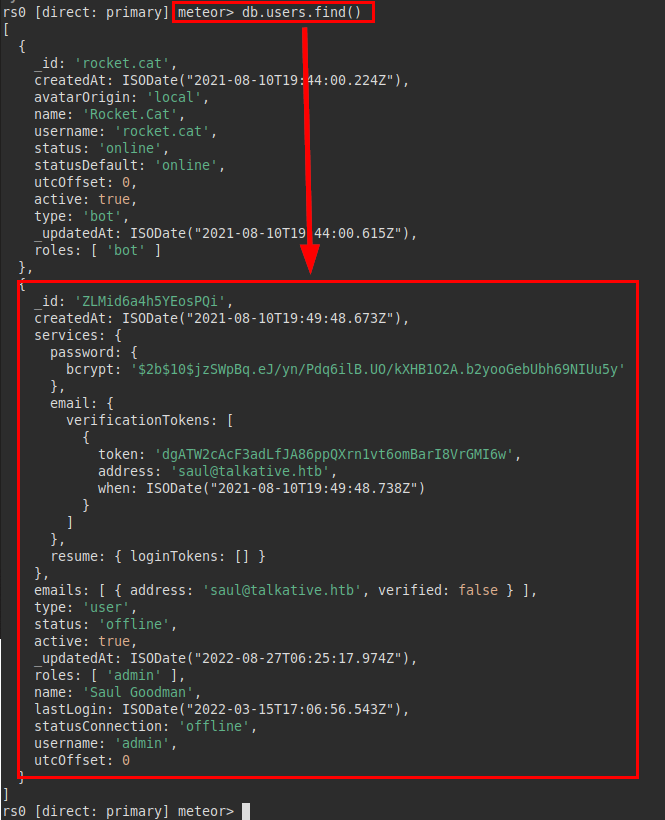 rs0 [direct: primary] meteor> db.users.find()
[
  {
    _id: 'rocket.cat',
    createdAt: ISODate("2021-08-10T19:44:00.224Z"),
    avatarOrigin: 'local',
    name: 'Rocket.Cat',
    username: 'rocket.cat',
    status: 'online',
    statusDefault: 'online',
    utcOffset: 0,
    active: true,
    type: 'bot',
    _updatedAt: ISODate("2021-08-10T19:44:00.615Z"),
    roles: [ 'bot' ]
  },
  {
    _id: 'ZLMid6a4h5YEosPQi',
    createdAt: ISODate("2021-08-10T19:49:48.673Z"),
    services: {
      password: {
        bcrypt: '$2b$10$jzSWpBq.eJ/yn/Pdq6ilB.UO/kXHB1O2A.b2yooGebUbh69NIUu5y'
      },
      email: {
        verificationTokens: [
          {
            token: 'dgATW2cAcF3adLfJA86ppQXrn1vt6omBarI8VrGMI6w',
            address: 'saul@talkative.htb',
            when: ISODate("2021-08-10T19:49:48.738Z")
          }
        ]
      },
      resume: { loginTokens: [] }
    },
    emails: [ { address: 'saul@talkative.htb', verified: false } ],
    type: 'user',
    status: 'offline',
    active: true,
    _updatedAt: ISODate("2022-08-27T06:25:17.974Z"),
    roles: [ 'admin' ],
    name: 'Saul Goodman',
    lastLogin: ISODate("2022-03-15T17:06:56.543Z"),
    statusConnection: 'offline',
    username: 'admin',
    utcOffset: 0
  }
]
rs0 [direct: primary] meteor>